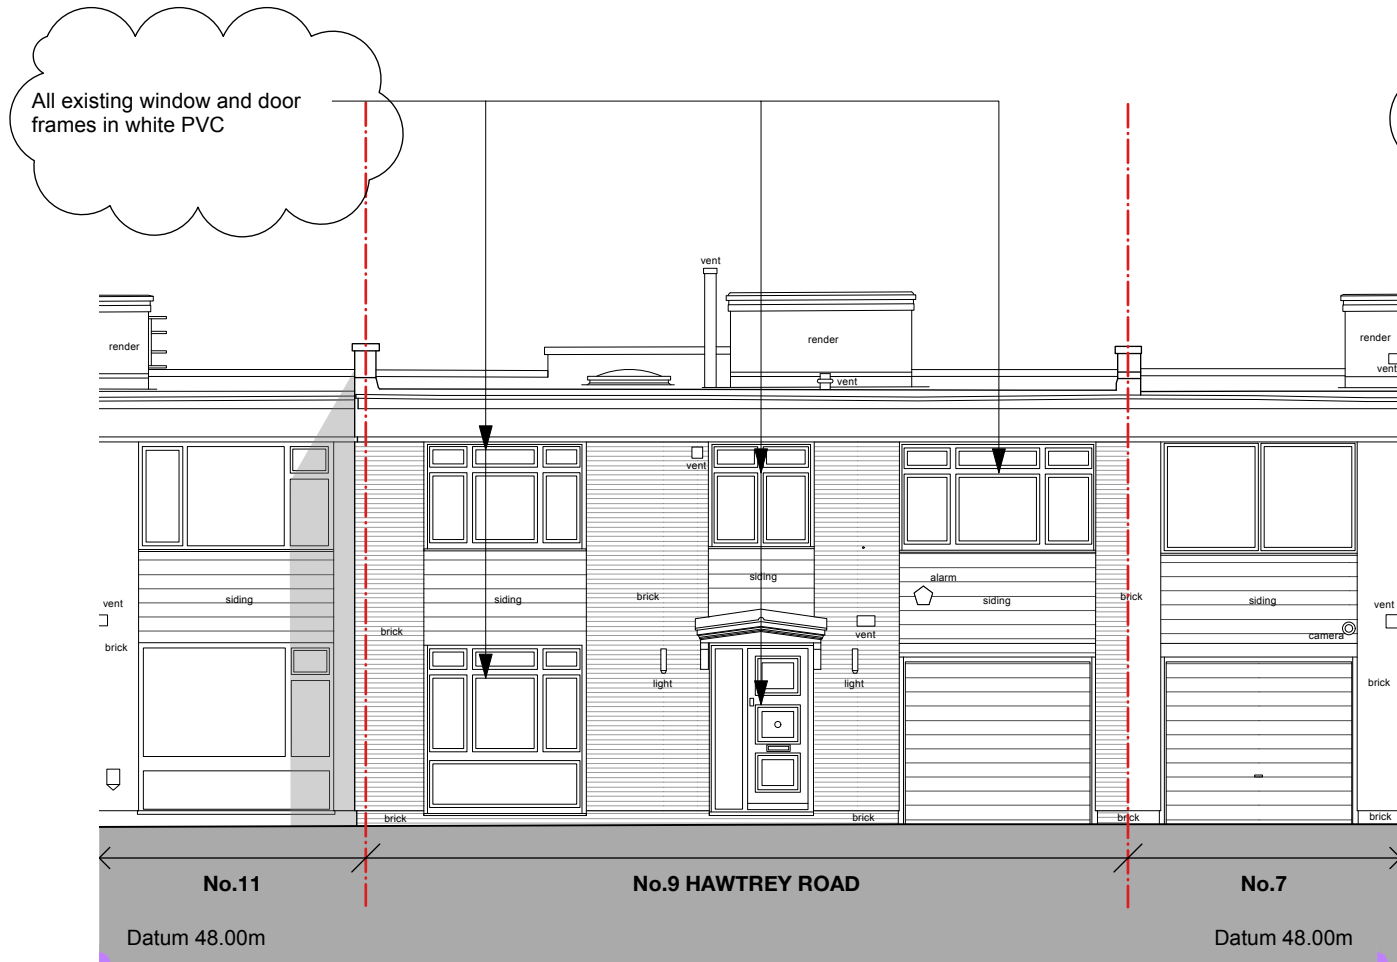 All existing window and door
frames in white PVC
vent
render
render
render
vent
vent
vent
siding
alarm
siding
siding
siding
siding
brick
brick
vent
vent
brick
vent
camera
brick
light
light
brick
brick
brick
brick
brick
No.11
No.9 HAWTREY ROAD
No.7
Datum 48.00m
Datum 48.00m